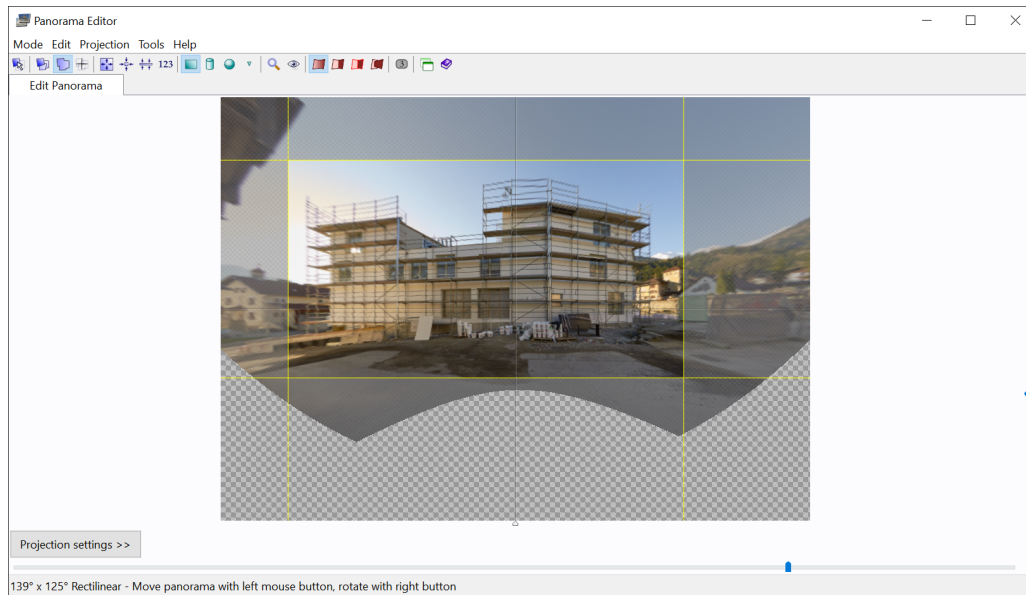 Panorama Editor
Mode Edit Projection Tools Help
123
3
Edit Panorama
Projection settings >>
139° x 125° Rectilinear - Move panorama with left mouse button, rotate with right button